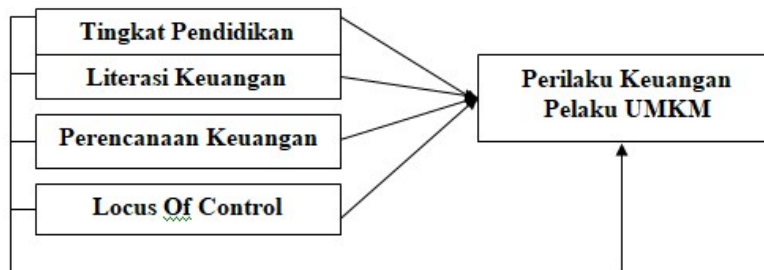 Tingkat Pendidikan
Literasi Keuangan
Perencanaan Keuangan
Locus Of Control
Perilaku Keuangan
Pelaku UMKM